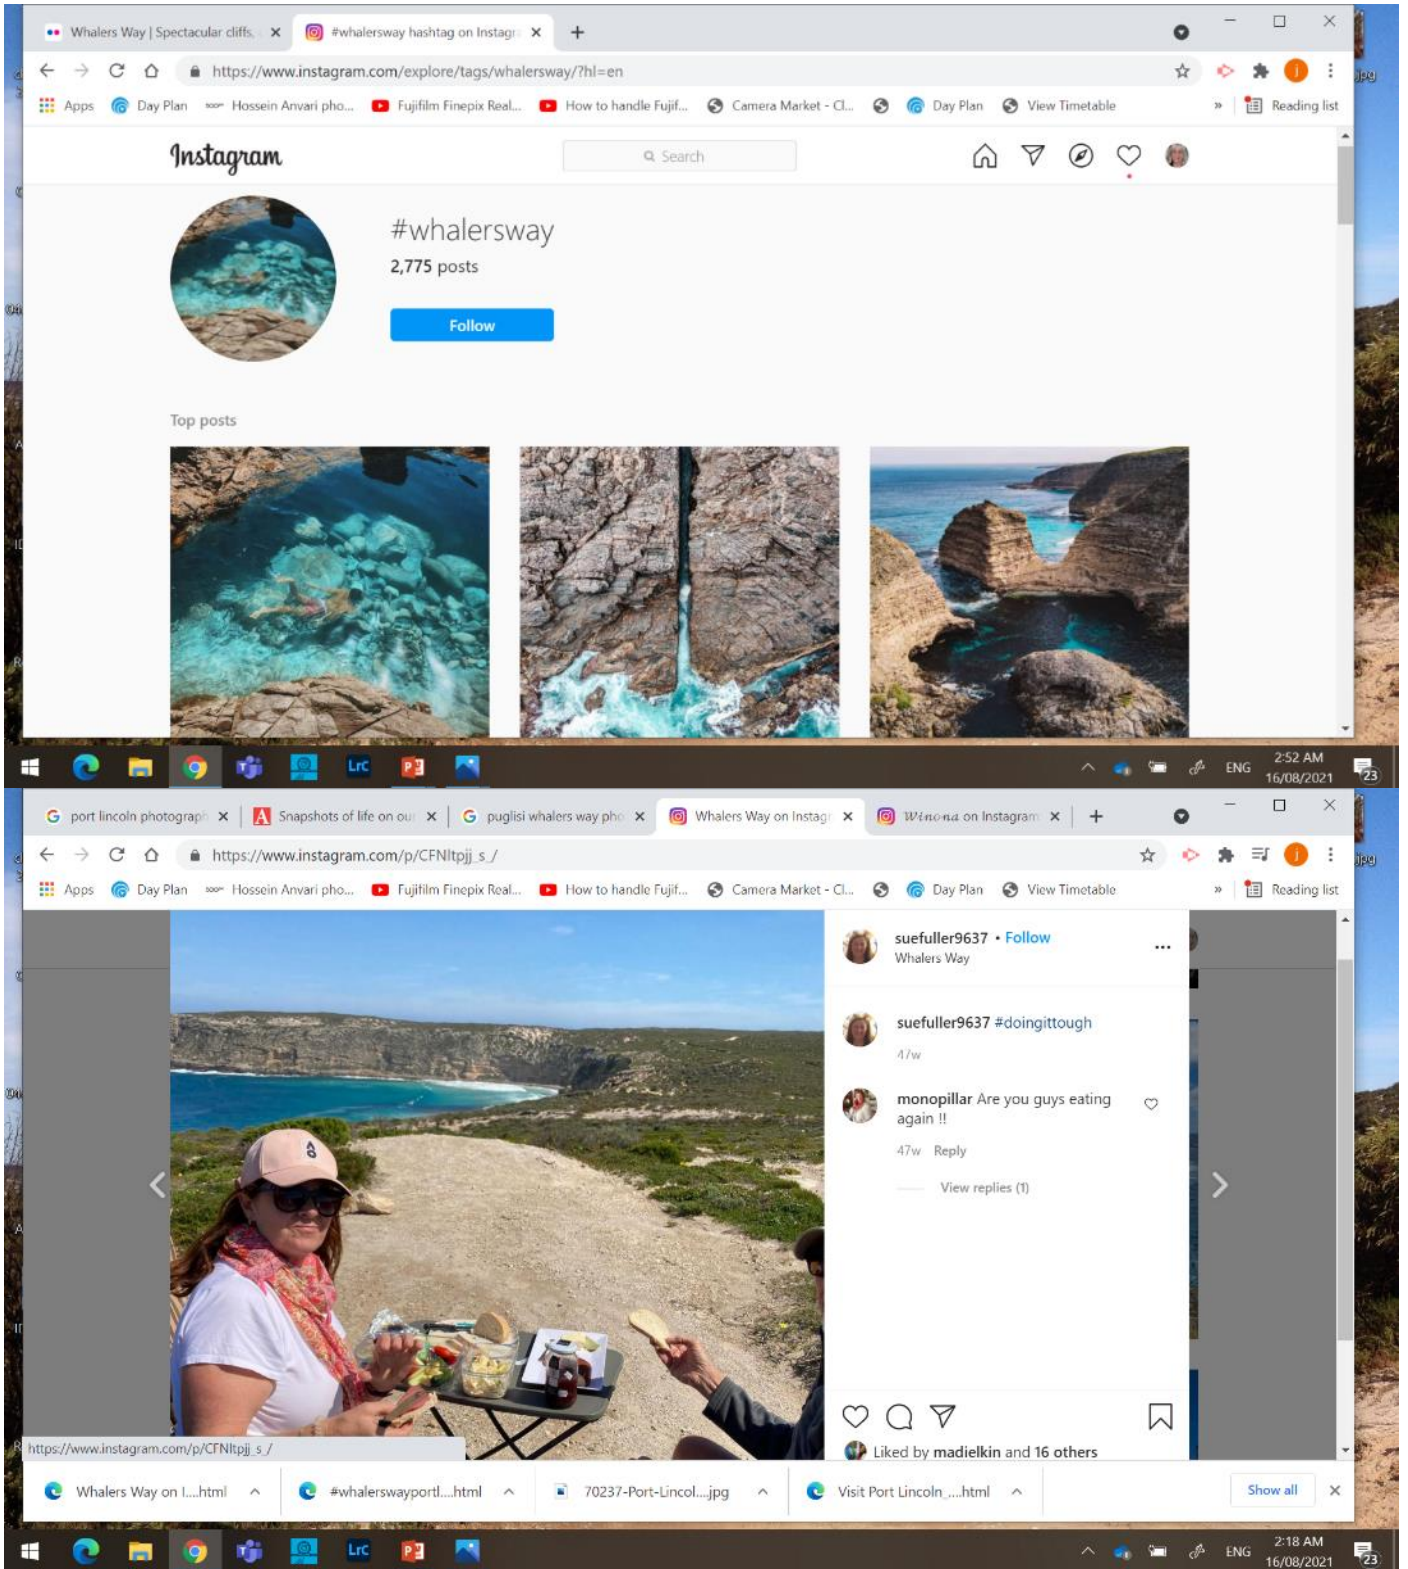 Whalers Way | Spectacular cliffs,
#whalersway hashtag on Instagr
https://www.instagram.com/explore/tags/whalersway/?hl=en
Apps Day Plan Hossein Anvari pho... Fujifilm Finepix Real... How to handle Fujif... Camera Market - Cl... Day Plan View Timetable » Reading list
Instagram
Search
#whalersway
2,775 posts
Follow
Top posts
LrC
ENG
2:52 AM
16/08/2021
23
port lincoln photograph
Snapshots of life on ou
puglisi whalers way pho
Whalers Way on Instagr
Winona on Instagram:
https://www.instagram.com/p/CFNltpjj_s_/
Apps Day Plan Hossein Anvari pho... Fujifilm Finepix Real... How to handle Fujif... Camera Market - Cl... Day Plan View Timetable » Reading list
suefuller9637 • Follow
Whalers Way
suefuller9637 #doingittough
47w
monopillar Are you guys eating
again !!
47w Reply
View replies (1)
Liked by madielkin and 16 others
https://www.instagram.com/p/CFNltpjj_s_/
Whalers Way on I....html
#whalerswayportl....html
70237-Port-Lincol....jpg
Visit Port Lincoln_....html
Show all
LrC
ENG
2:18 AM
16/08/2021
23